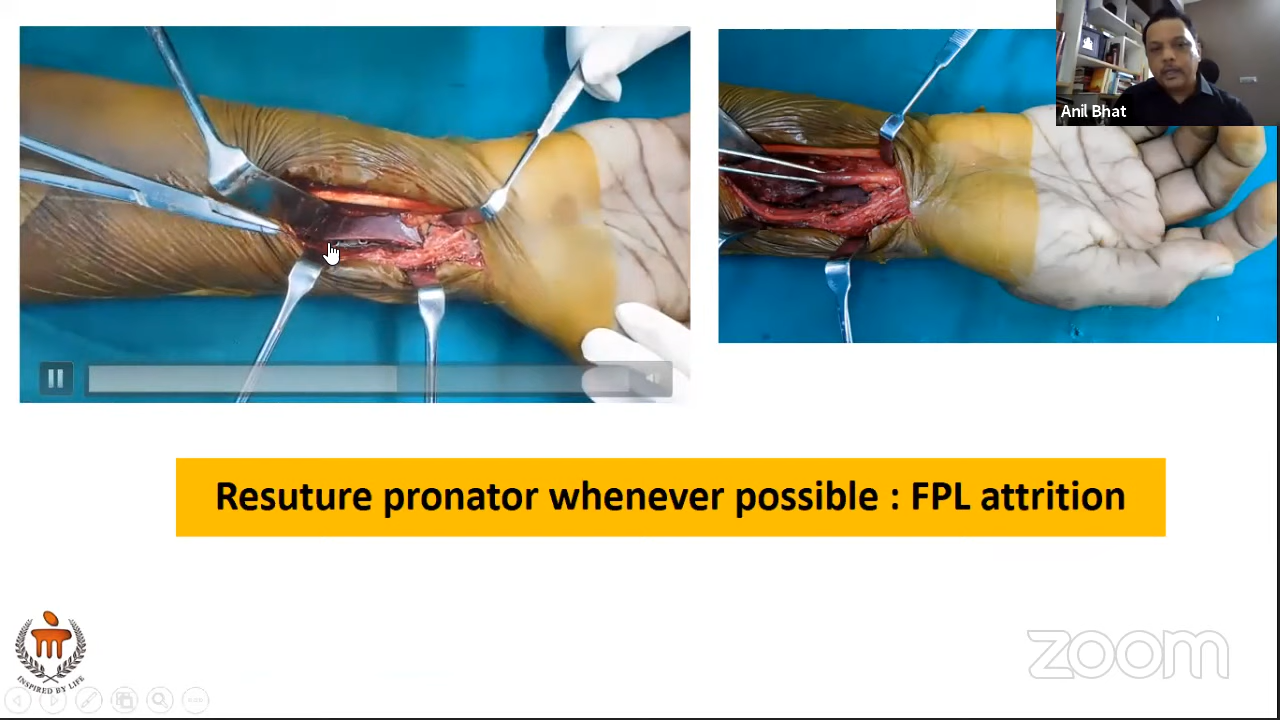 Anil Bhat
Resuture pronator whenever possible : FPL attrition
INSPIRED BY LIFE
zoom